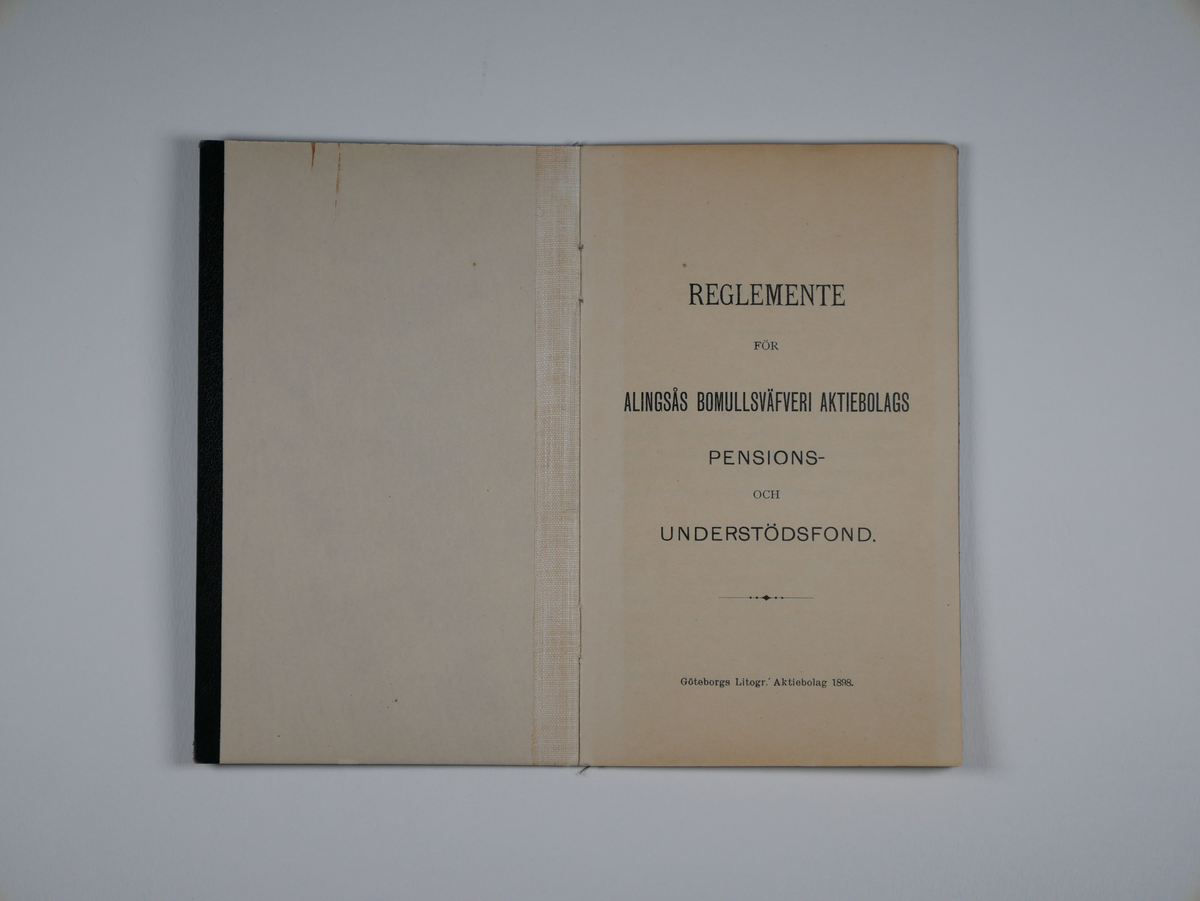 REGLEMENTE
FÖR
ALINGSÅS BOMULLSVÄFVERI AKTIEBOLAGS
PENSIONS-
OCH
UNDERSTÖDSFOND.
Göteborgs Litogr. Aktiebolag 1898.